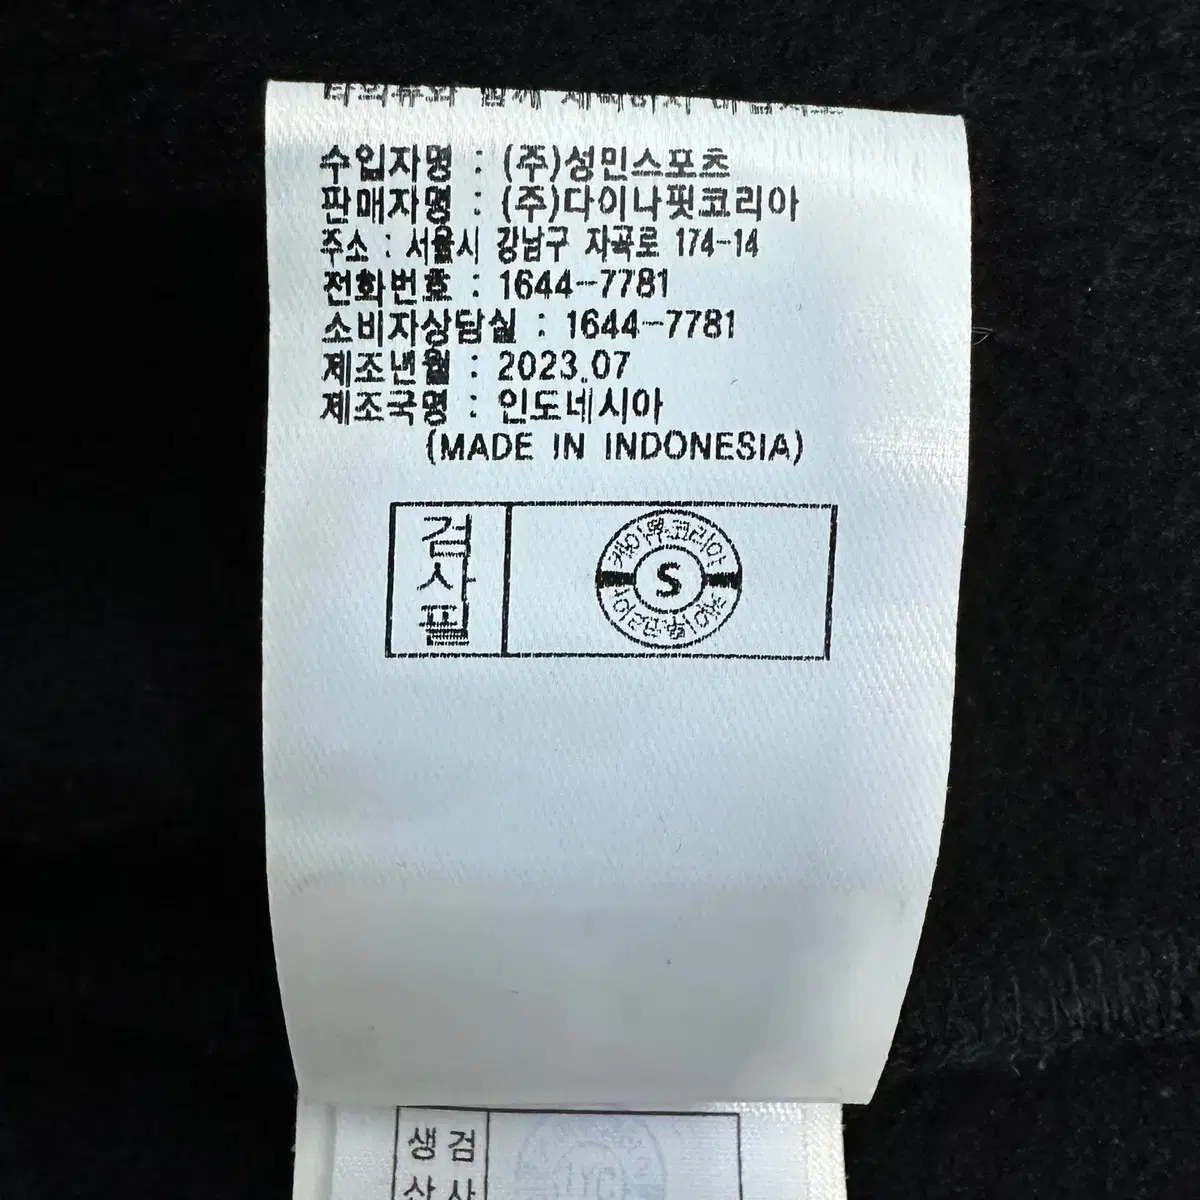 수입자명 : (주)성민스포츠
판매자명 : (주)다이나핏코리아
주소 : 서울시 강남구 자곡로 174-14
전화번호 : 1644-7781
소비자상담실 : 1644-7781
제조년월 : 2023.07
제조국명 : 인도네시아
(MADE IN INDONESIA)
검사필
S
생 검
산 사